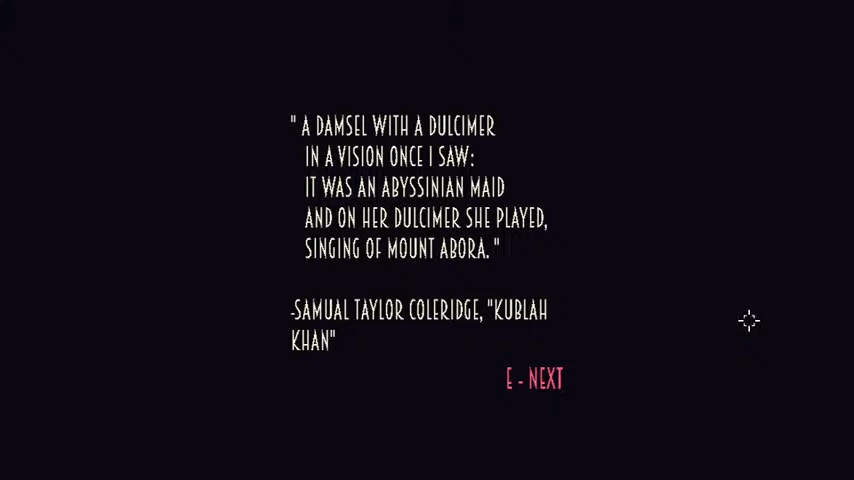 " A DAMSEL WITH A DULCIMER
IN A VISION ONCE I SAW:
IT WAS AN ABYSSINIAN MAID
AND ON HER DULCIMER SHE PLAYED,
SINGING OF MOUNT ABORA. "
-SAMUAL TAYLOR COLERIDGE, "KUBLAH
KHAN"
E - NEXT